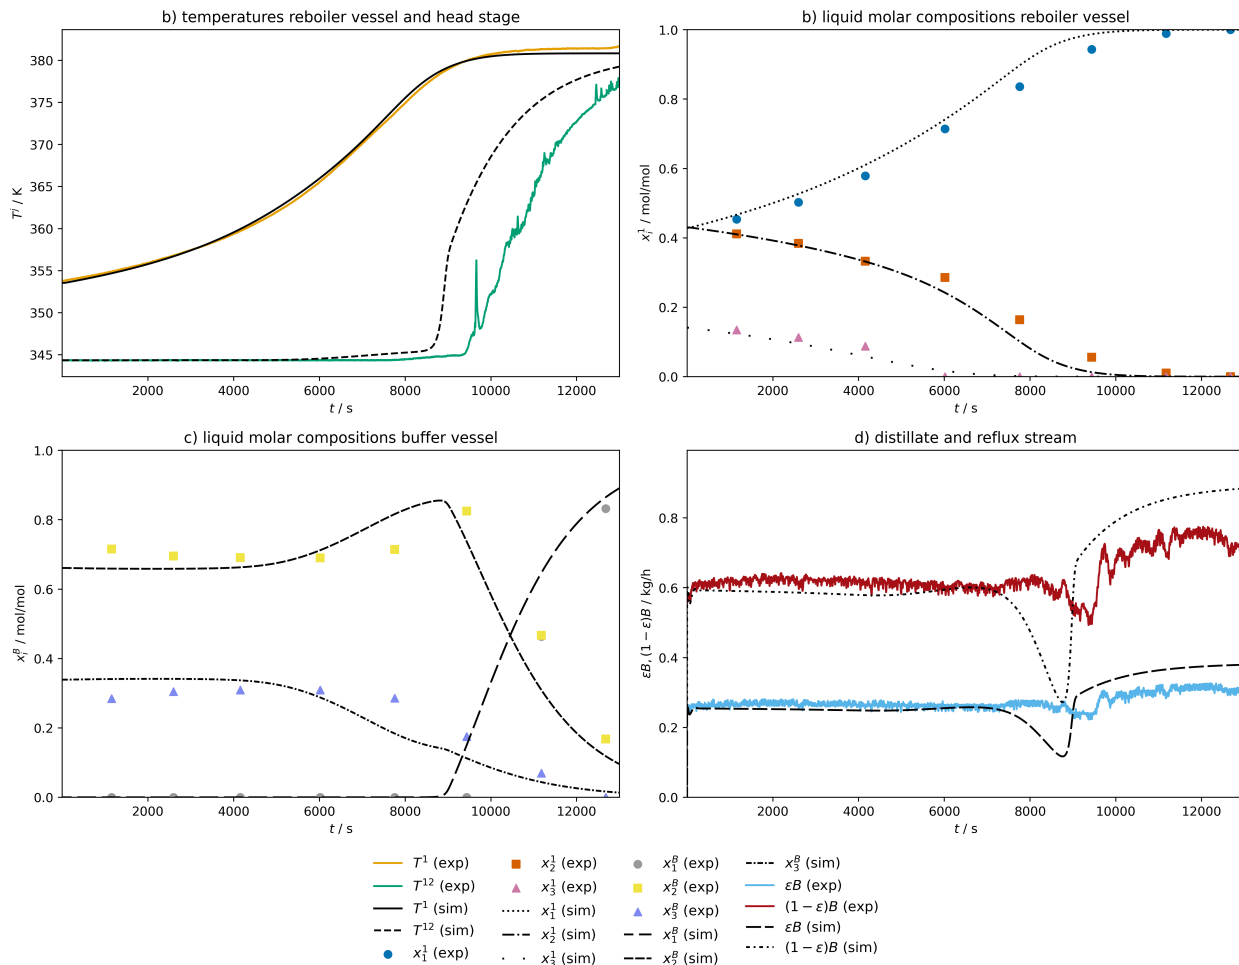 b) temperatures reboiler vessel and head stage
380
375
370
365
360
355
350
345
T^j / K
2000 4000 6000 8000 10000 12000
t / s
b) liquid molar compositions reboiler vessel
1.0
0.8
0.6
0.4
0.2
0.0
x_i^1 / mol/mol
2000 4000 6000 8000 10000 12000
t / s
c) liquid molar compositions buffer vessel
1.0
0.8
0.6
0.4
0.2
0.0
x_i^B / mol/mol
2000 4000 6000 8000 10000 12000
t / s
d) distillate and reflux stream
0.8
0.6
0.4
0.2
0.0
εB, (1 − ε)B / kg/h
2000 4000 6000 8000 10000 12000
t / s
T^1 (exp)
T^12 (exp)
T^1 (sim)
T^12 (sim)
x_1^1 (exp)
x_2^1 (exp)
x_3^1 (exp)
x_1^1 (sim)
x_2^1 (sim)
x_3^1 (sim)
x_1^B (exp)
x_2^B (exp)
x_3^B (exp)
x_1^B (sim)
x_2^B (sim)
x_3^B (sim)
εB (exp)
(1 − ε)B (exp)
εB (sim)
(1 − ε)B (sim)